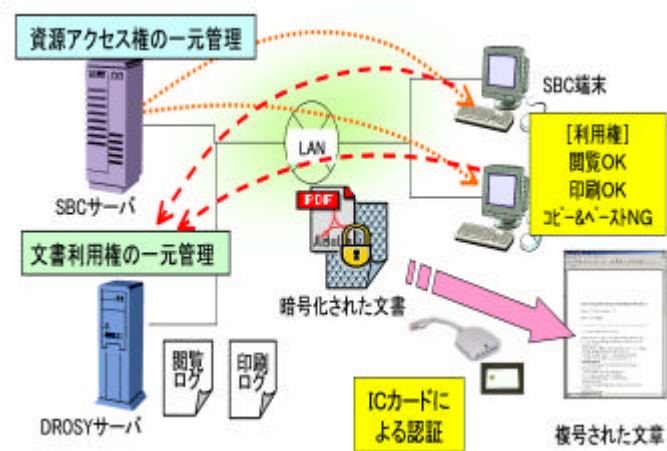 資源アクセス権の一元管理
SBC端末
[利用権]
閲覧OK
印刷OK
コピー&ペーストNG
LAN
SBCサーバ
PDF
文書利用権の一元管理
暗号化された文書
閲覧
ログ
印刷
ログ
ICカードに
よる認証
DROSYサーバ
複号された文章